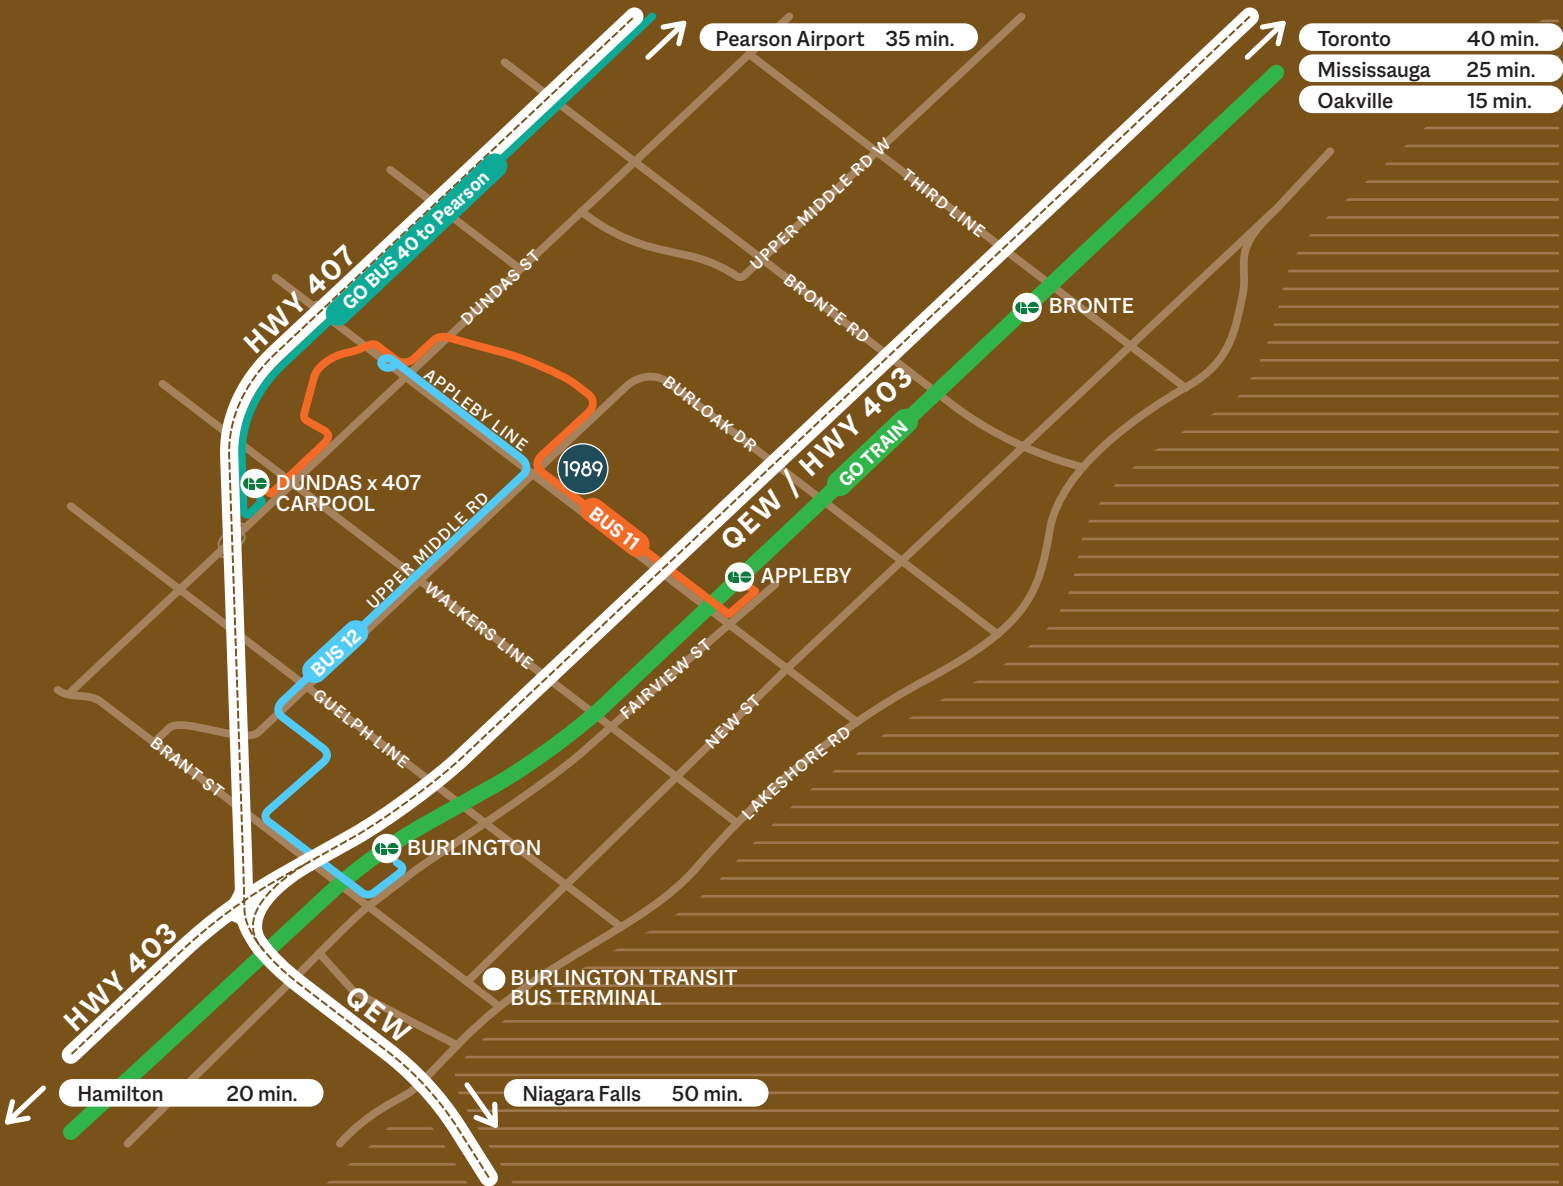 Pearson Airport 35 min.
Toronto 40 min.
Mississauga 25 min.
Oakville 15 min.
UPPER MIDDLE RD W
THIRD LINE
GO BUS 40 to Pearson
HWY 407
DUNDAS ST
BRONTE RD
BRONTE
APPLEBY LINE
BURLOAK DR
QEW / HWY 403
GO TRAIN
1989
DUNDAS x 407
CARPOOL
BUS 11
UPPER MIDDLE RD
APPLEBY
WALKERS LINE
BUS 12
FAIRVIEW ST
GUELPH LINE
NEW ST
BRANT ST
LAKESHORE RD
BURLINGTON
HWY 403
QEW
BURLINGTON TRANSIT
BUS TERMINAL
Hamilton 20 min.
Niagara Falls 50 min.